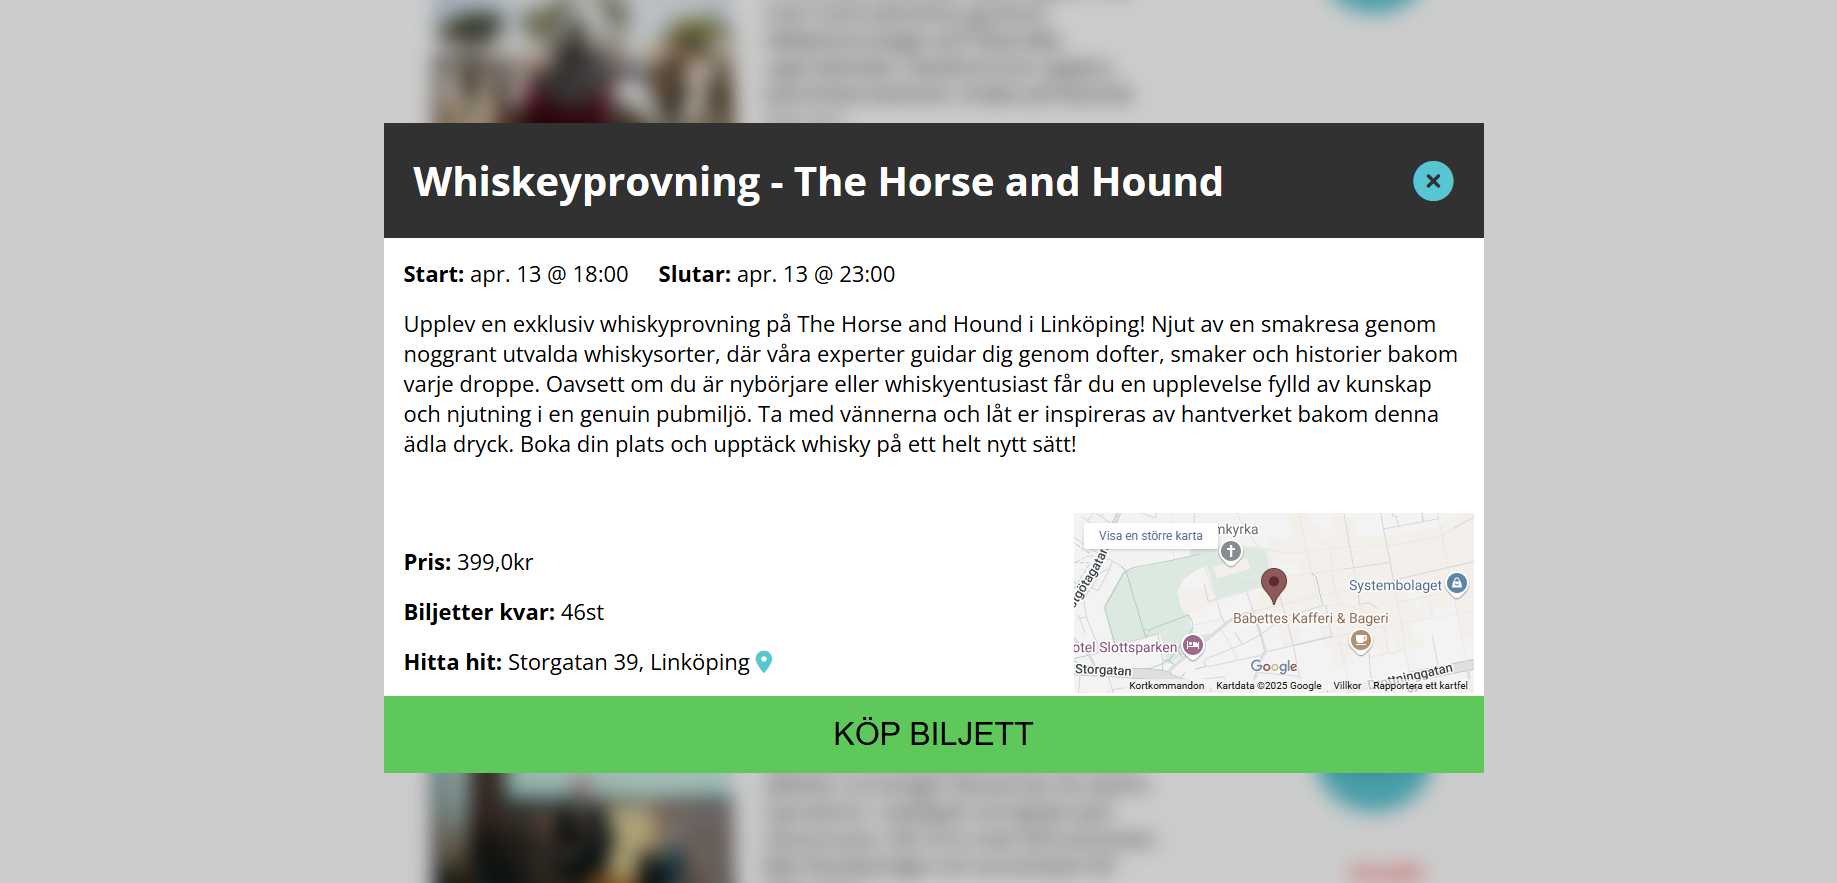 Whiskeyprovning - The Horse and Hound
Start: apr. 13 @ 18:00 Slutar: apr. 13 @ 23:00
Upplev en exklusiv whiskyprovning på The Horse and Hound i Linköping! Njut av en smakresa genom
noggrant utvalda whiskysorter, där våra experter guidar dig genom dofter, smaker och historier bakom
varje droppe. Oavsett om du är nybörjare eller whiskyentusiast får du en upplevelse fylld av kunskap
och njutning i en genuin pubmiljö. Ta med vännerna och låt er inspireras av hantverket bakom denna
ädla dryck. Boka din plats och upptäck whisky på ett helt nytt sätt!
Pris: 399,0kr
Biljetter kvar: 46st
Hitta hit: Storgatan 39, Linköping
Visa en större karta
mkyrka
Systembolaget
Babettes Kafferi & Bageri
otel Slottsparken
Storgatan
Google
Kortkommandon Kartdata ©2025 Google Villkor Rapportera ett kartfel
KÖP BILJETT